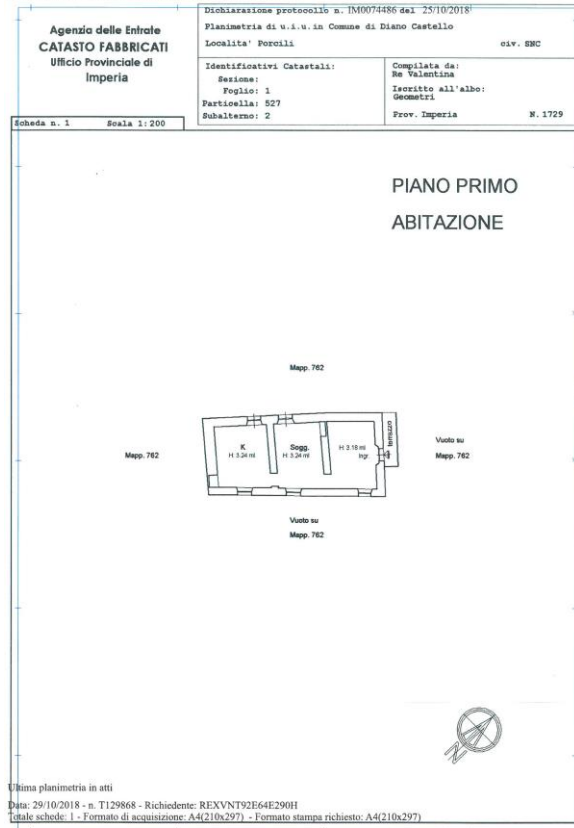 Agenzia delle Entrate
CATASTO FABBRICATI
Ufficio Provinciale di
Imperia
Dichiarazione protocollo n. IM0074486 del 25/10/2018
Planimetria di u.i.u. in Comune di Diano Castello
Localita' Porcili civ. SNC
Identificativi Catastali:
Sezione:
Foglio: 1
Particella: 527
Subalterno: 2
Compilata da:
Re Valentina
Iscritto all'albo:
Geometri
Prov. Imperia N. 1729
Scheda n. 1 Scala 1:200
PIANO PRIMO
ABITAZIONE
Mapp. 762
Mapp. 762
K
H 3.24 ml
Sogg.
H 3.24 ml
H 3.18 ml
ingr.
terrazzo
Vuoto su
Mapp. 762
Vuoto su
Mapp. 762
N
Ultima planimetria in atti
Data: 29/10/2018 - n. T129868 - Richiedente: REXVNT92E64E290H
Totale schede: 1 - Formato di acquisizione: A4(210x297) - Formato stampa richiesto: A4(210x297)